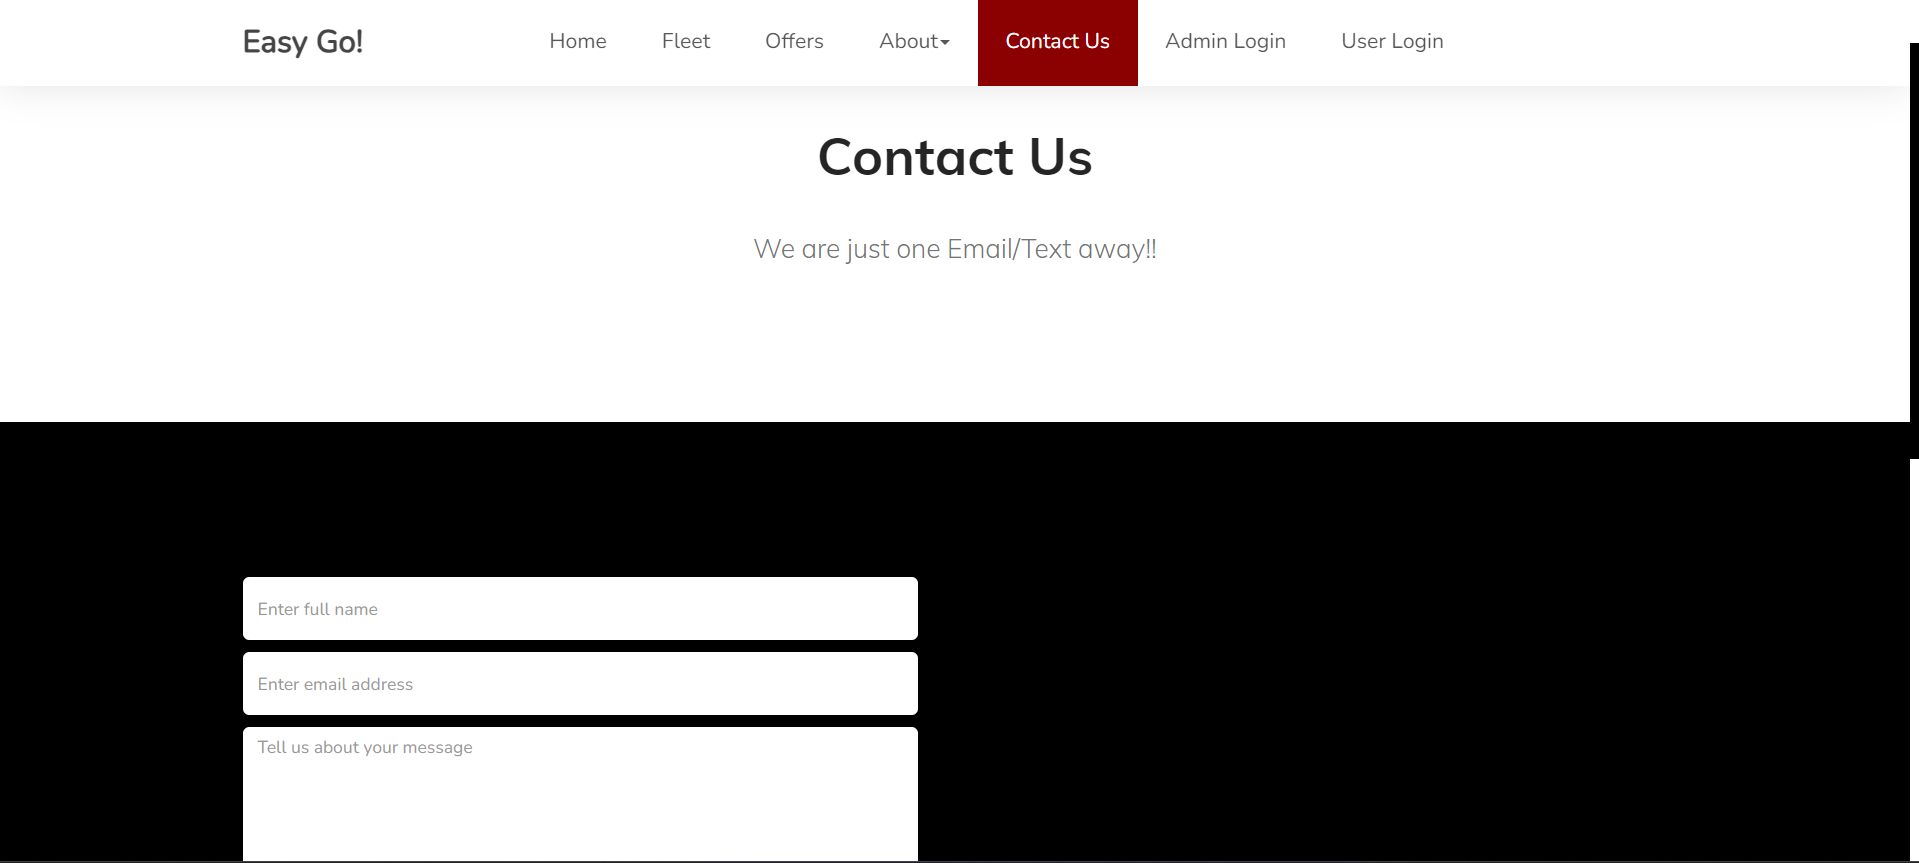 Easy Go!
Home Fleet Offers About Contact Us Admin Login User Login
Contact Us
We are just one Email/Text away!!
Enter full name
Enter email address
Tell us about your message